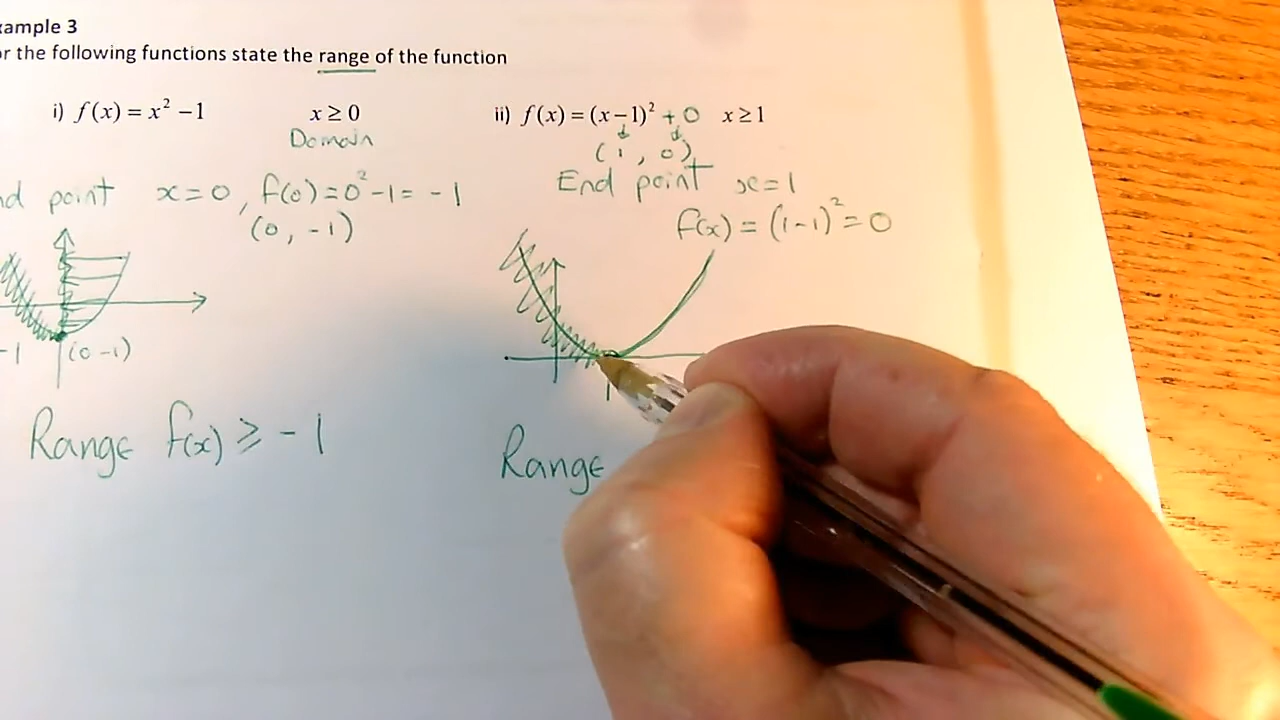 ample 3
or the following functions state the range of the function
i) f(x) = x² − 1 x ≥ 0
Domain
nd point x=0, f(0)=0²-1=-1
(0, -1)
-1 (0 -1)
Range f(x) ≥ -1
ii) f(x) = (x−1)² + 0 x ≥ 1
(1, 0)
End point x=1
f(x) = (1-1)² = 0
Range